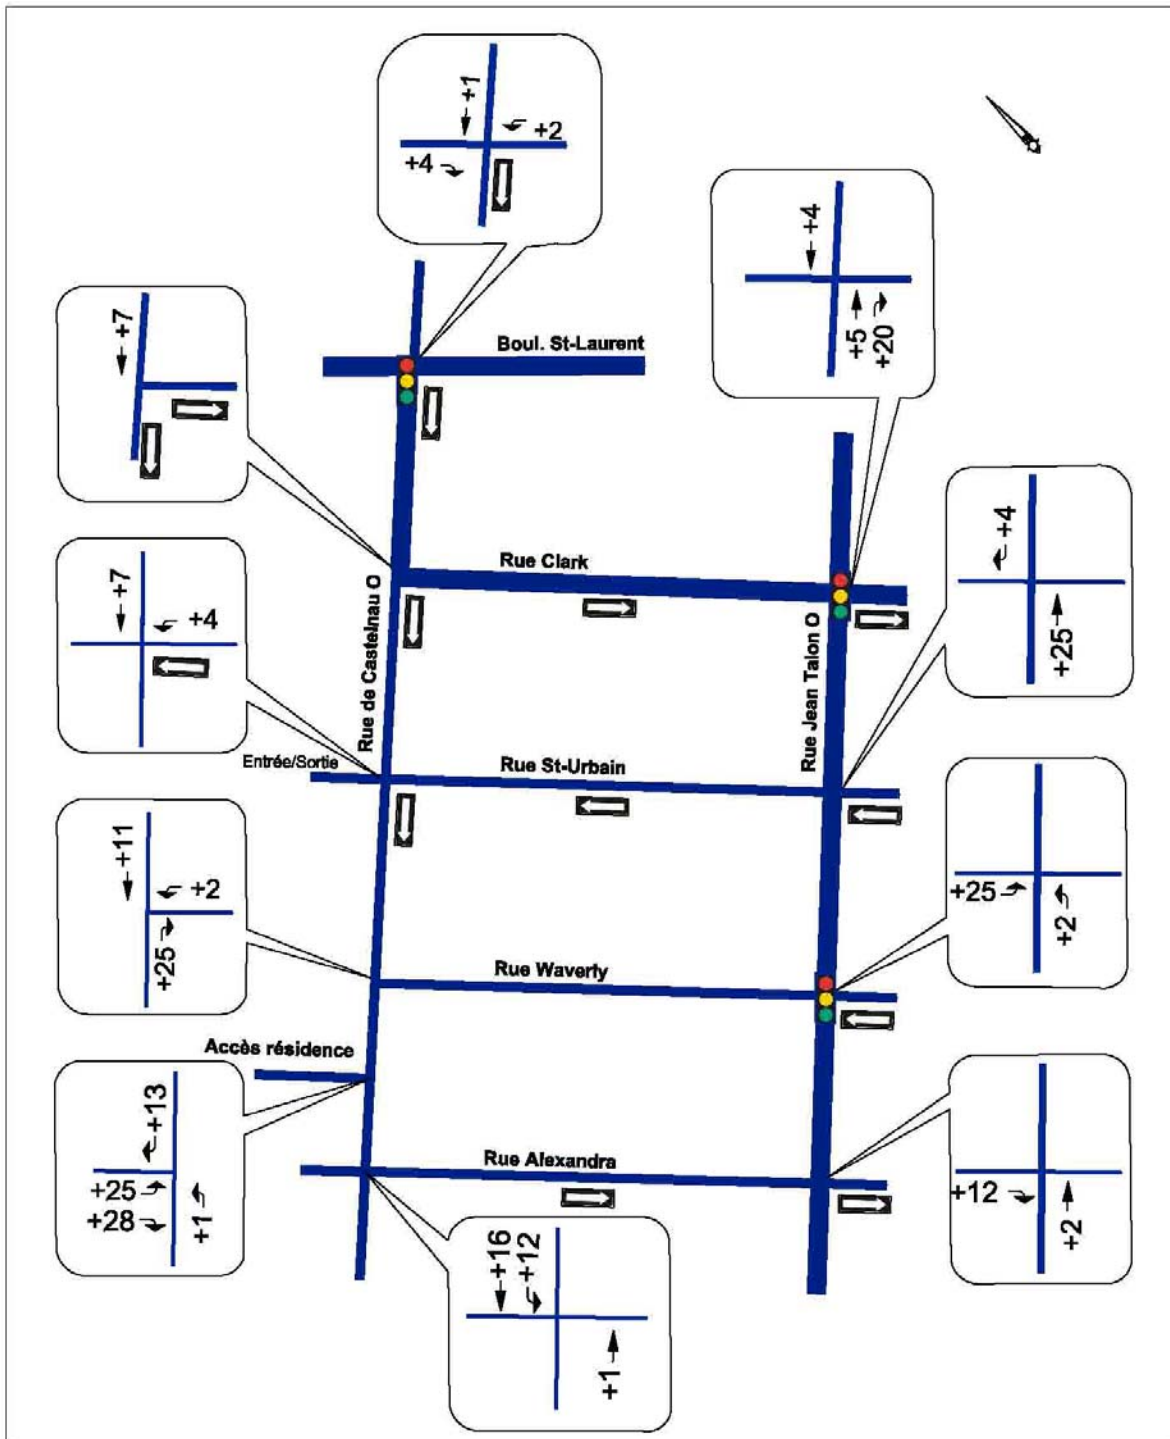 +1
+2
+4
+4
+5
+20
Boul. St-Laurent
+7
Rue Clark
+4
+25
Rue de Castelnau O
Rue Jean Talon O
+7
+4
Entrée/Sortie
Rue St-Urbain
+11
+2
+25
+25
+2
Rue Waverly
Accès résidence
+13
+25
+28
+1
Rue Alexandra
+12
+2
+16
+12
+1